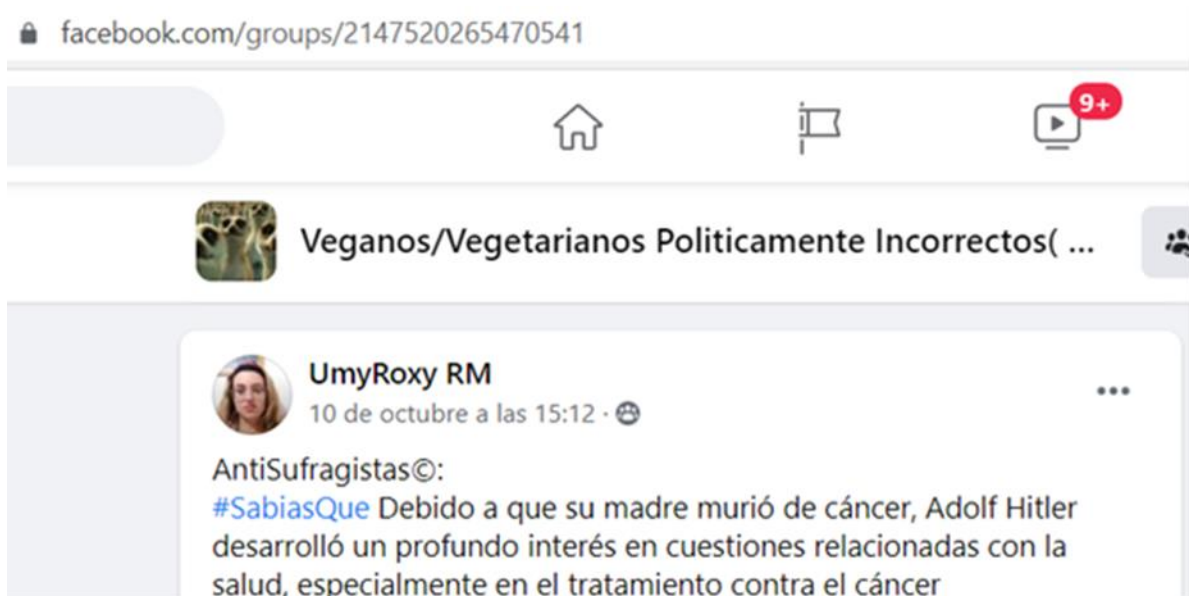 facebook.com/groups/2147520265470541
9+
Veganos/Vegetarianos Politicamente Incorrectos( ...
UmyRoxy RM
10 de octubre a las 15:12 ·
AntiSufragistas©:
#SabiasQue Debido a que su madre murió de cáncer, Adolf Hitler
desarrolló un profundo interés en cuestiones relacionadas con la
salud, especialmente en el tratamiento contra el cáncer